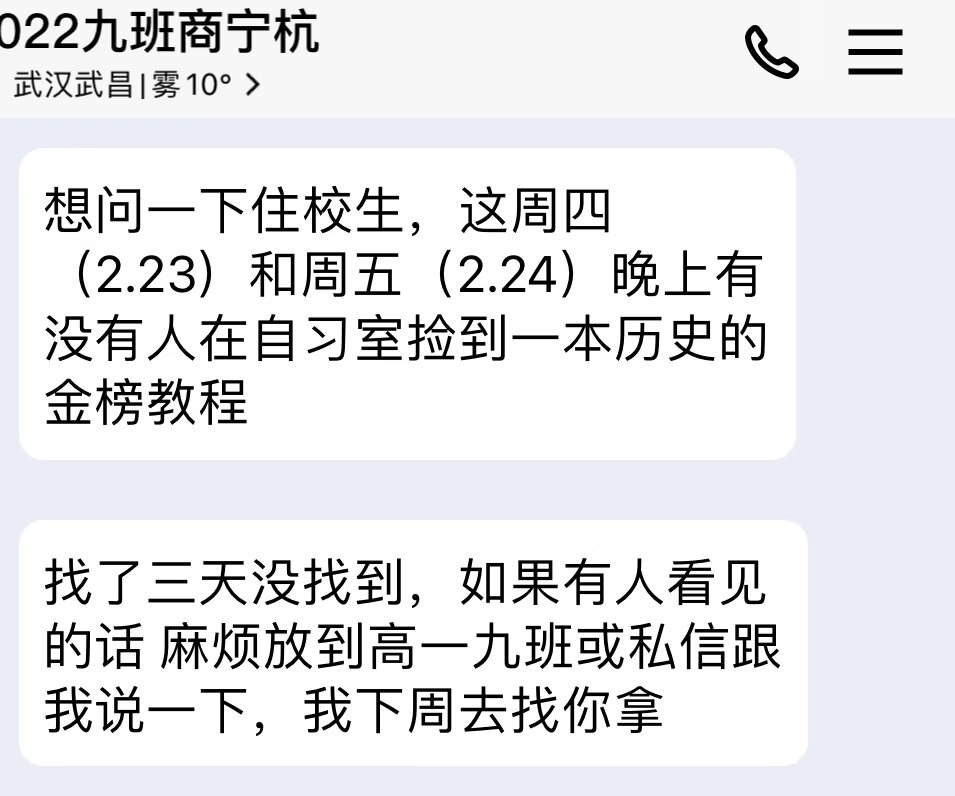 022九班商宁杭
武汉武昌|雾10° >
想问一下住校生，这周四
（2.23）和周五（2.24）晚上有
没有人在自习室捡到一本历史的
金榜教程
找了三天没找到，如果有人看见
的话 麻烦放到高一九班或私信跟
我说一下，我下周去找你拿